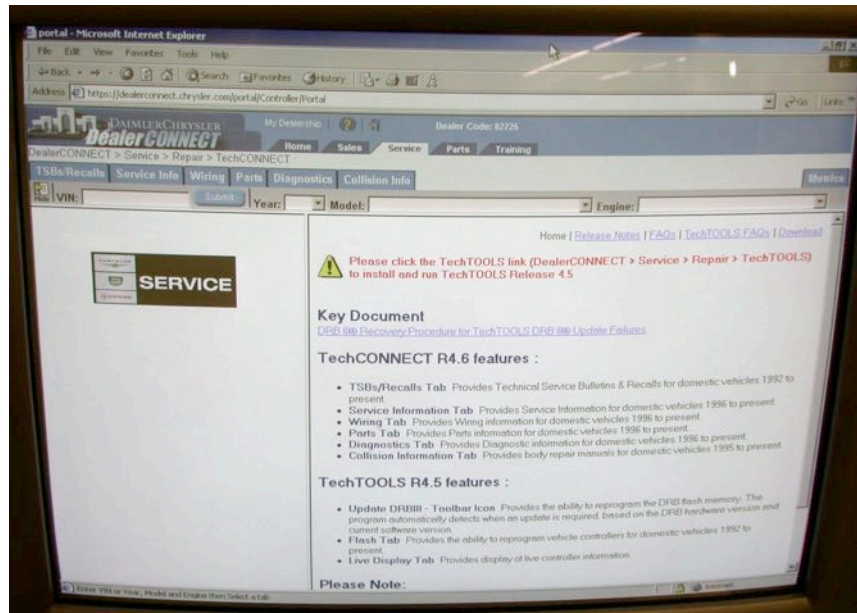 portal - Microsoft Internet Explorer
File Edit View Favorites Tools Help
Back Search Favorites History
Address https://dealerconnect.chrysler.com/portal/Controller/Portal Go Links
DAIMLERCHRYSLER My Dealership Dealer Code: 82726
DealerCONNECT Home Sales Service Parts Training
DealerCONNECT > Service > Repair > TechCONNECT
TSBs/Recalls Service Info Wiring Parts Diagnostics Collision Info Metrics
VIN: Submit Year: Model: Engine:
Home | Release Notes | FAQs | TechTOOLS FAQs | Download
Please click the TechTOOLS link (DealerCONNECT > Service > Repair > TechTOOLS)
to install and run TechTOOLS Release 4.5
SERVICE
Key Document
DRB III® Recovery Procedure for TechTOOLS DRB III® Update Failures
TechCONNECT R4.6 features :
• TSBs/Recalls Tab Provides Technical Service Bulletins & Recalls for domestic vehicles 1992 to
present.
• Service Information Tab Provides Service Information for domestic vehicles 1996 to present.
• Wiring Tab Provides Wiring information for domestic vehicles 1996 to present.
• Parts Tab Provides Parts information for domestic vehicles 1996 to present.
• Diagnostics Tab Provides Diagnostic information for domestic vehicles 1996 to present.
• Collision Information Tab Provides body repair manuals for domestic vehicles 1995 to present.
TechTOOLS R4.5 features :
• Update DRBIII - Toolbar Icon Provides the ability to reprogram the DRB flash memory. The
program automatically detects when an update is required, based on the DRB hardware version and
current software version.
• Flash Tab Provides the ability to reprogram vehicle controllers for domestic vehicles 1992 to
present.
• Live Display Tab Provides display of live controller information.
Please Note:
Enter VIN or Year, Model and Engine then Select a tab Internet